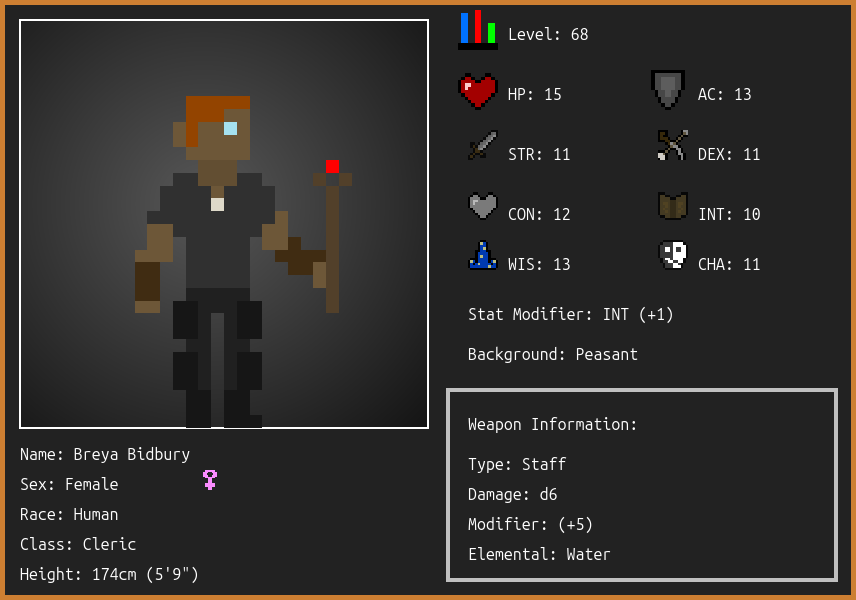 Level: 68
HP: 15
AC: 13
STR: 11
DEX: 11
CON: 12
INT: 10
WIS: 13
CHA: 11
Stat Modifier: INT (+1)
Background: Peasant
Weapon Information:
Type: Staff
Damage: d6
Modifier: (+5)
Elemental: Water
Name: Breya Bidbury
Sex: Female
Race: Human
Class: Cleric
Height: 174cm (5'9")